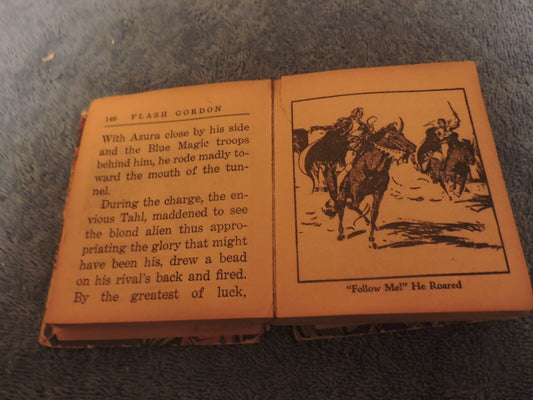 140 FLASH GORDON
With Azura close by his side
and the Blue Magic troops
behind him, he rode madly to-
ward the mouth of the tun-
nel.
During the charge, the en-
vious Tahl, maddened to see
the blond alien thus appro-
priating the glory that might
have been his, drew a bead
on his rival's back and fired.
By the greatest of luck,
"Follow Me!" He Roared